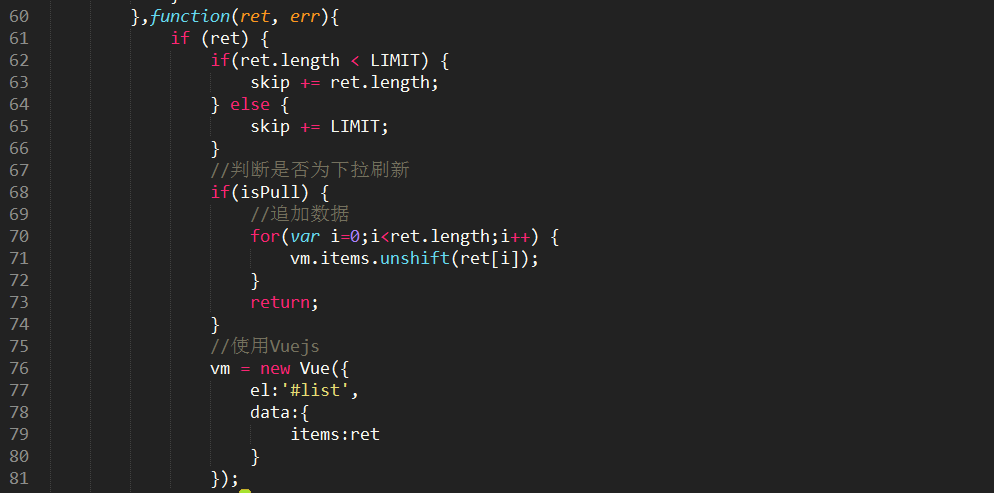 60 },function(ret, err){
61 if (ret) {
62 if(ret.length < LIMIT) {
63 skip += ret.length;
64 } else {
65 skip += LIMIT;
66 }
67 //判断是否为下拉刷新
68 if(isPull) {
69 //追加数据
70 for(var i=0;i<ret.length;i++) {
71 vm.items.unshift(ret[i]);
72 }
73 return;
74 }
75 //使用Vuejs
76 vm = new Vue({
77 el:'#list',
78 data:{
79 items:ret
80 }
81 });